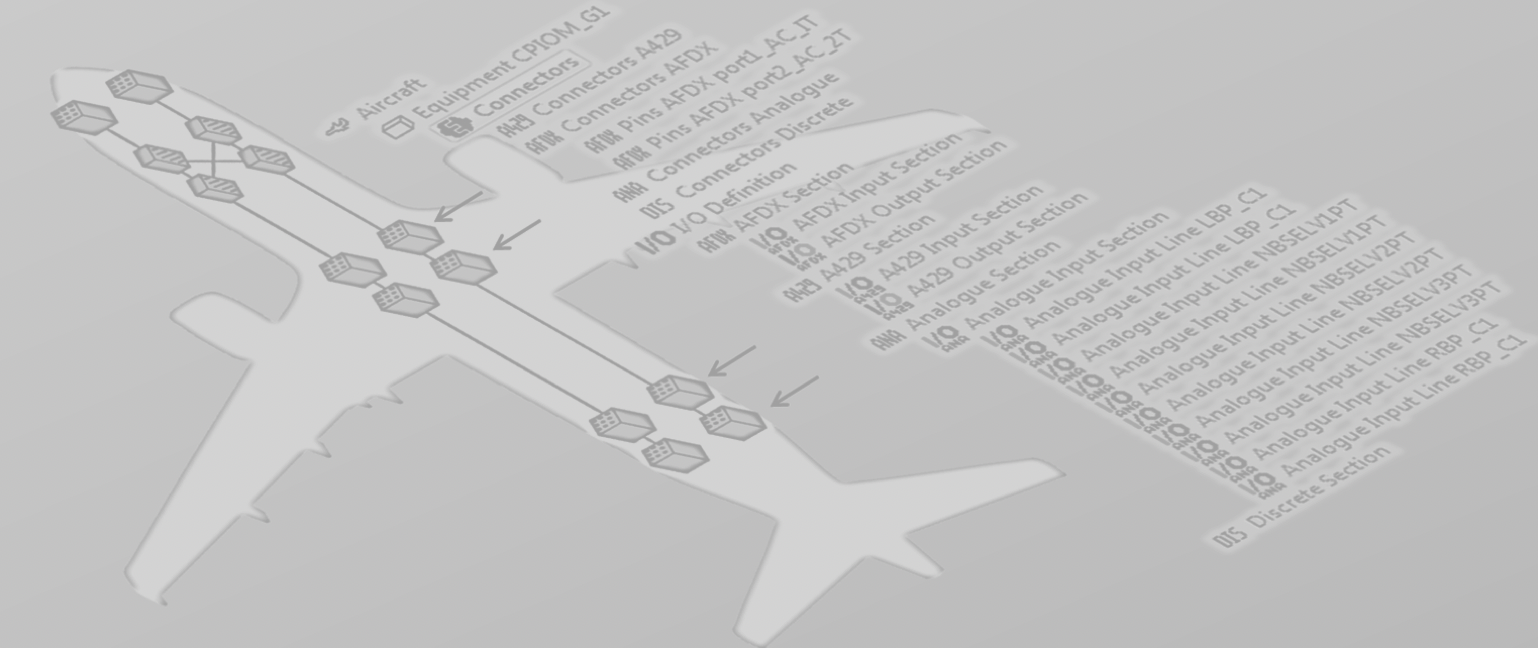 Aircraft
Equipment CPIOM_G1
Connectors
A429 Connectors A429
AFDX Connectors AFDX
AFDX Pins AFDX port1_AC_1T
AFDX Pins AFDX port2_AC_2T
ANA Connectors Analogue
DIS Connectors Discrete
I/O I/O Definition
AFDX AFDX Section
I/O AFDX AFDX Input Section
I/O AFDX AFDX Output Section
A429 A429 Section
I/O A429 A429 Input Section
I/O A429 A429 Output Section
ANA Analogue Section
I/O ANA Analogue Input Section
I/O ANA Analogue Input Line LBP_C1
I/O ANA Analogue Input Line LBP_C1
I/O ANA Analogue Input Line NBSELV1PT
I/O ANA Analogue Input Line NBSELV1PT
I/O ANA Analogue Input Line NBSELV2PT
I/O ANA Analogue Input Line NBSELV2PT
I/O ANA Analogue Input Line NBSELV3PT
I/O ANA Analogue Input Line NBSELV3PT
I/O ANA Analogue Input Line RBP_C1
I/O ANA Analogue Input Line RBP_C1
DIS Discrete Section